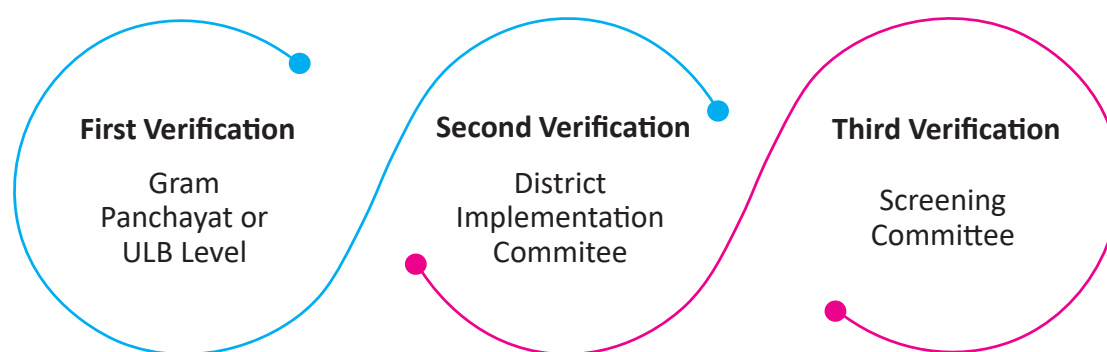 First Verification
Gram
Panchayat or
ULB Level
Second Verification
District
Implementation
Commitee
Third Verification
Screening
Committee